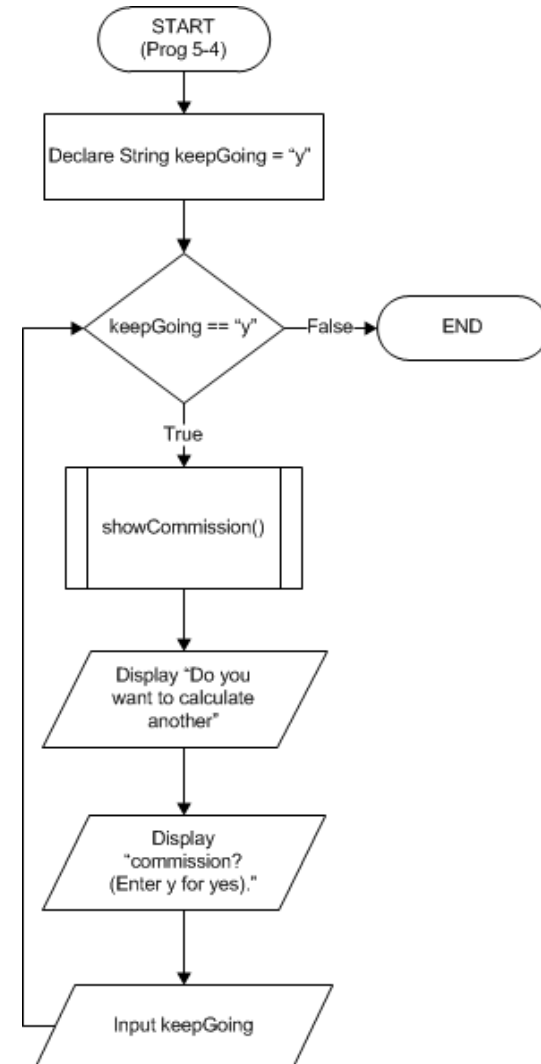 START
(Prog 5-4)
Declare String keepGoing = “y”
keepGoing == “y”
False
END
True
showCommission()
Display “Do you
want to calculate
another”
Display
“commission?
(Enter y for yes).”
Input keepGoing